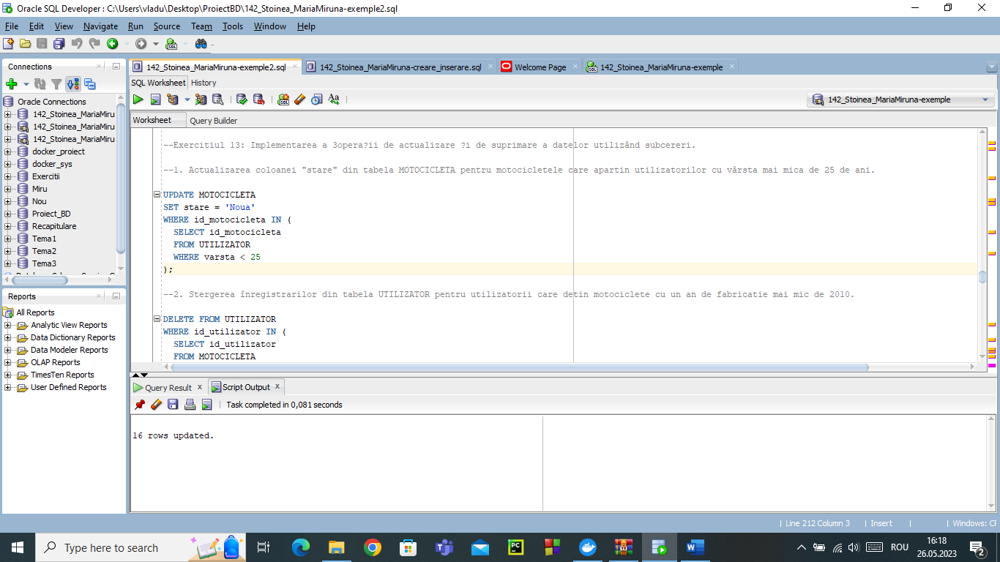 Oracle SQL Developer : C:\Users\vladu\Desktop\ProiectBD\142_Stoinea_MariaMiruna-exemple2.sql
File Edit View Navigate Run Source Team Tools Window Help
Connections
Oracle Connections
142_Stoinea_MariaMiru
142_Stoinea_MariaMiru
142_Stoinea_MariaMiru
docker_proiect
docker_sys
Exercitii
Miru
Nou
Proiect_BD
Recapitulare
Tema1
Tema2
Tema3
Reports
All Reports
Analytic View Reports
Data Dictionary Reports
Data Modeler Reports
OLAP Reports
TimesTen Reports
User Defined Reports
142_Stoinea_MariaMiruna-exemple2.sql 142_Stoinea_MariaMiruna-creare_inserare.sql Welcome Page 142_Stoinea_MariaMiruna-exemple
SQL Worksheet History
142_Stoinea_MariaMiruna-exemple
Worksheet Query Builder
--Exercitiul 13: Implementarea a 3opera?ii de actualizare ?i de suprimare a datelor utilizând subcereri.
--1. Actualizarea coloanei "stare" din tabela MOTOCICLETA pentru motocicletele care apartin utilizatorilor cu vârsta mai mica de 25 de ani.
UPDATE MOTOCICLETA
SET stare = 'Noua'
WHERE id_motocicleta IN (
SELECT id_motocicleta
FROM UTILIZATOR
WHERE varsta < 25
);
--2. Stergerea înregistrarilor din tabela UTILIZATOR pentru utilizatorii care detin motociclete cu un an de fabricatie mai mic de 2010.
DELETE FROM UTILIZATOR
WHERE id_utilizator IN (
SELECT id_utilizator
FROM MOTOCICLETA
Query Result Script Output
Task completed in 0,081 seconds
16 rows updated.
Line 212 Column 3 Insert Windows: CF
Type here to search
ROU
16:18
26.05.2023
2